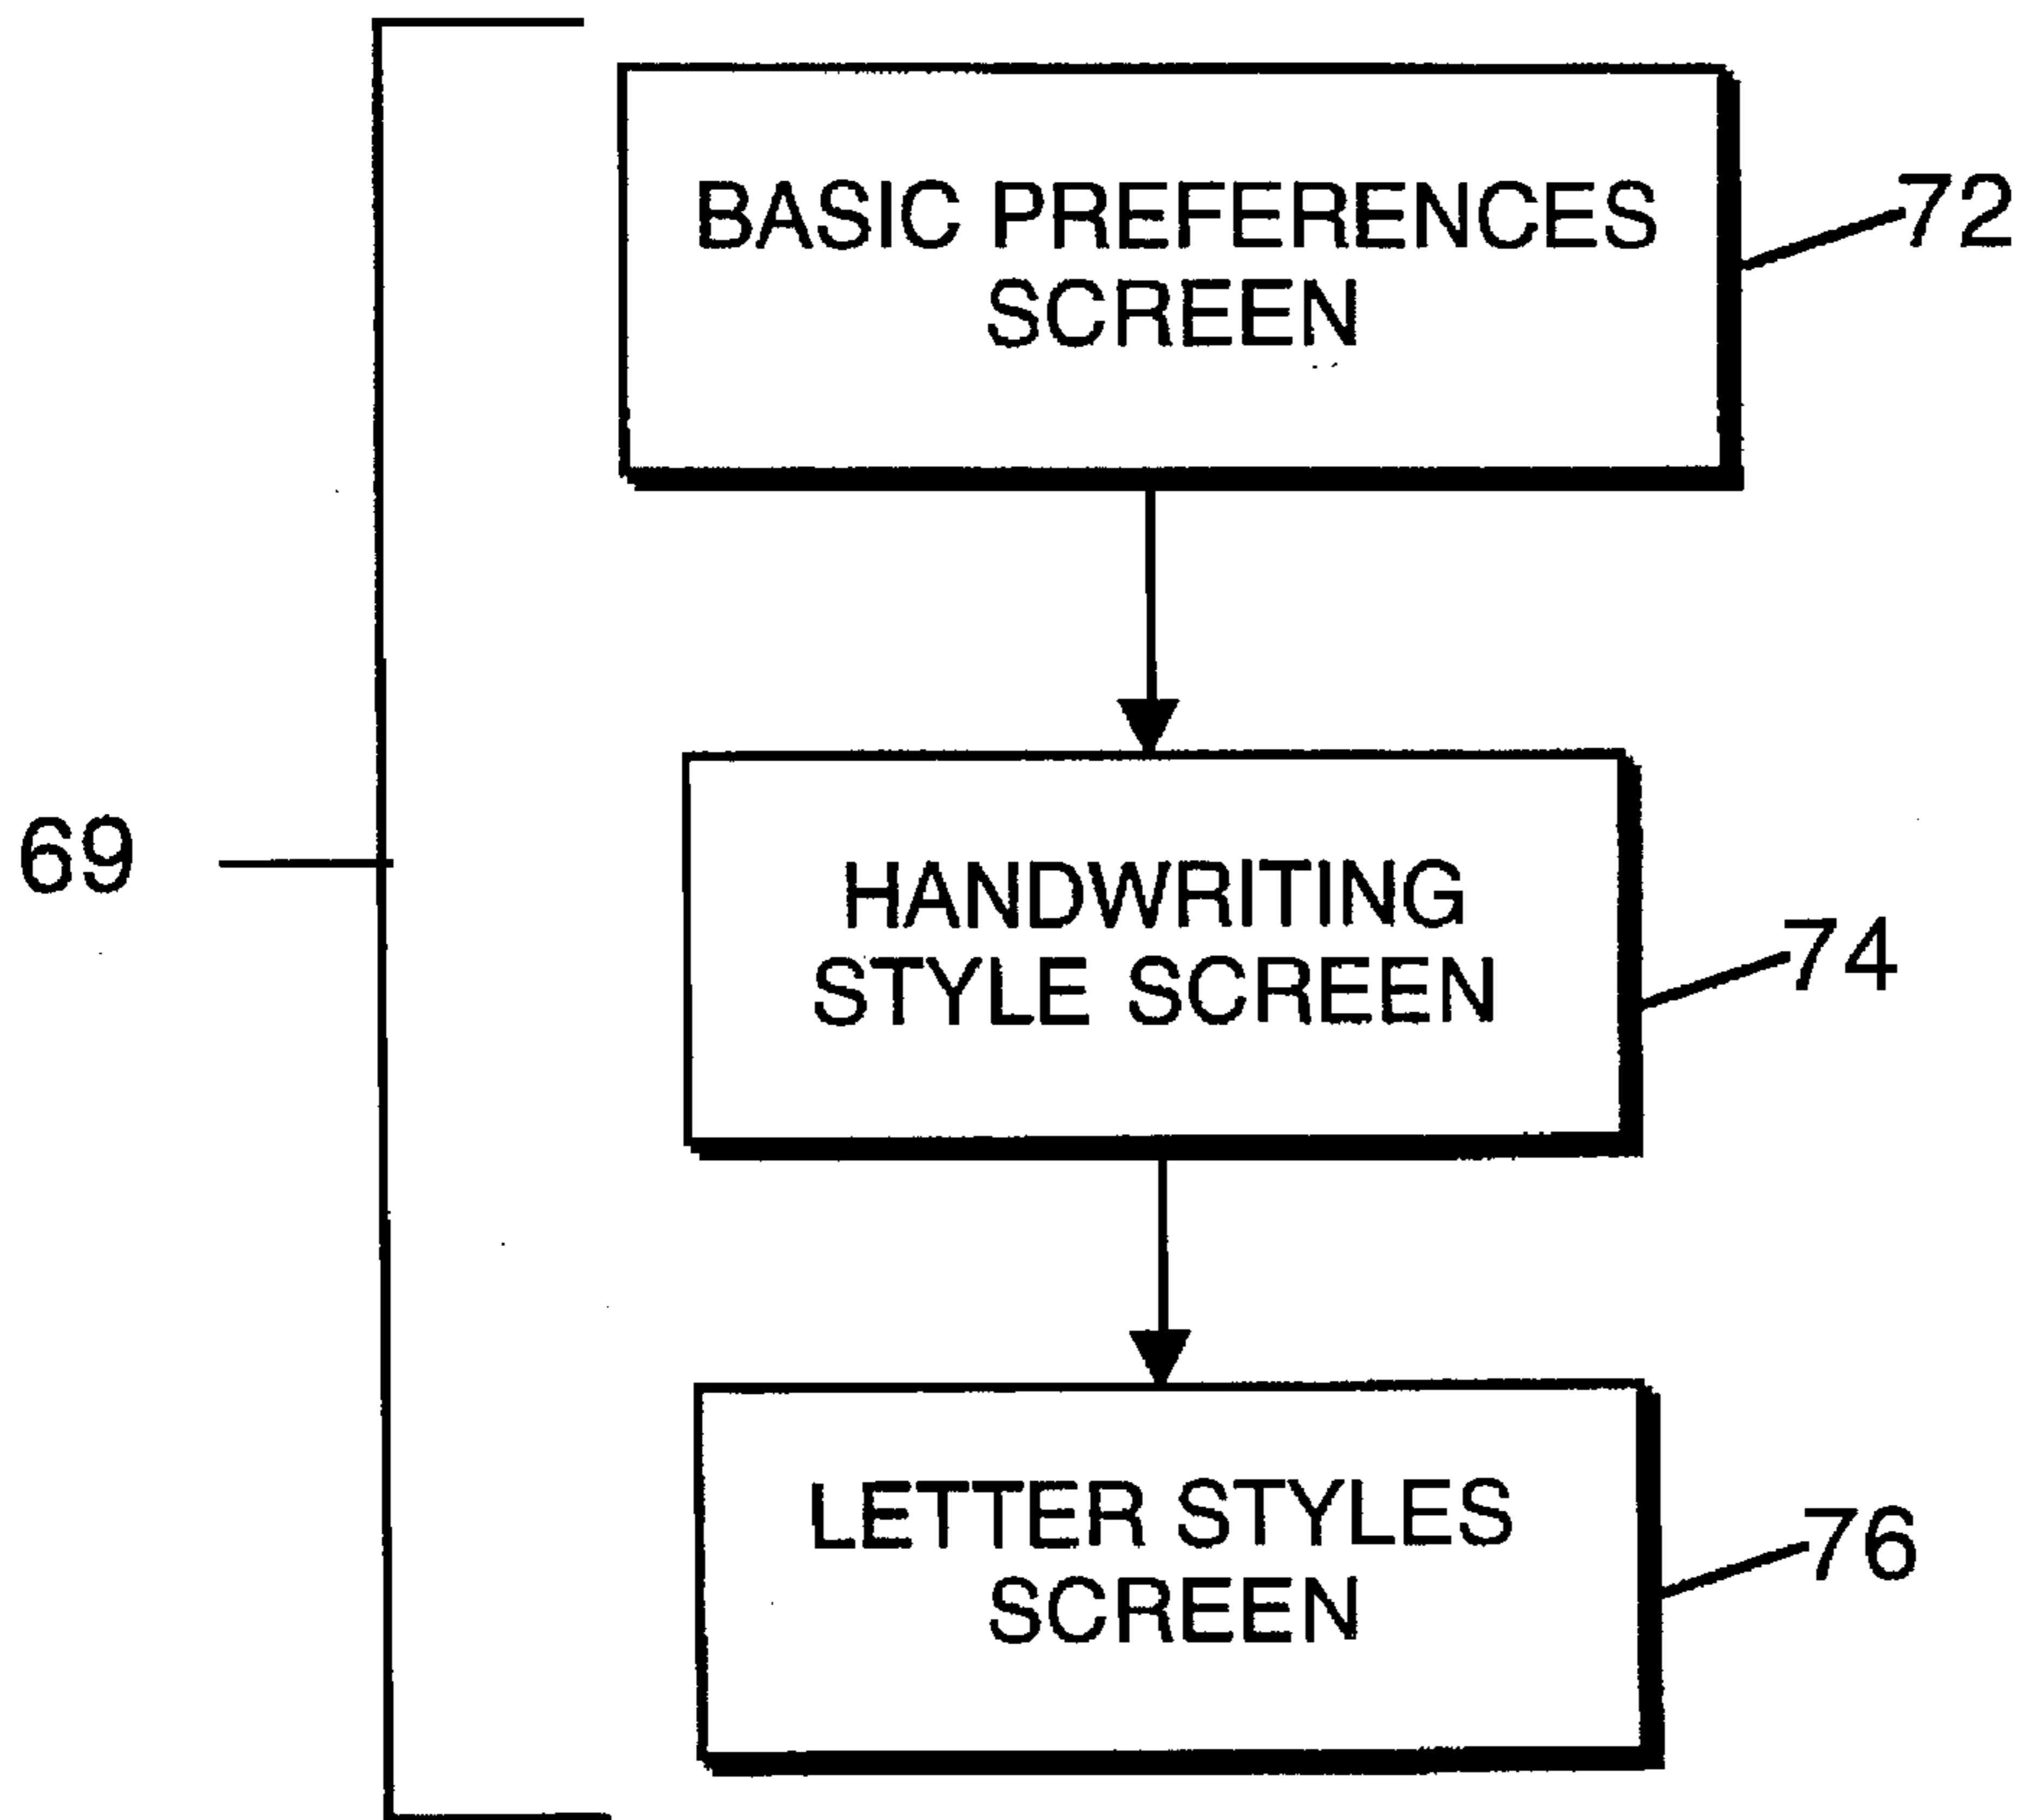 BASIC PREFERENCES
SCREEN
72
69
HANDWRITING
STYLE SCREEN
74
LETTER STYLES
SCREEN
76